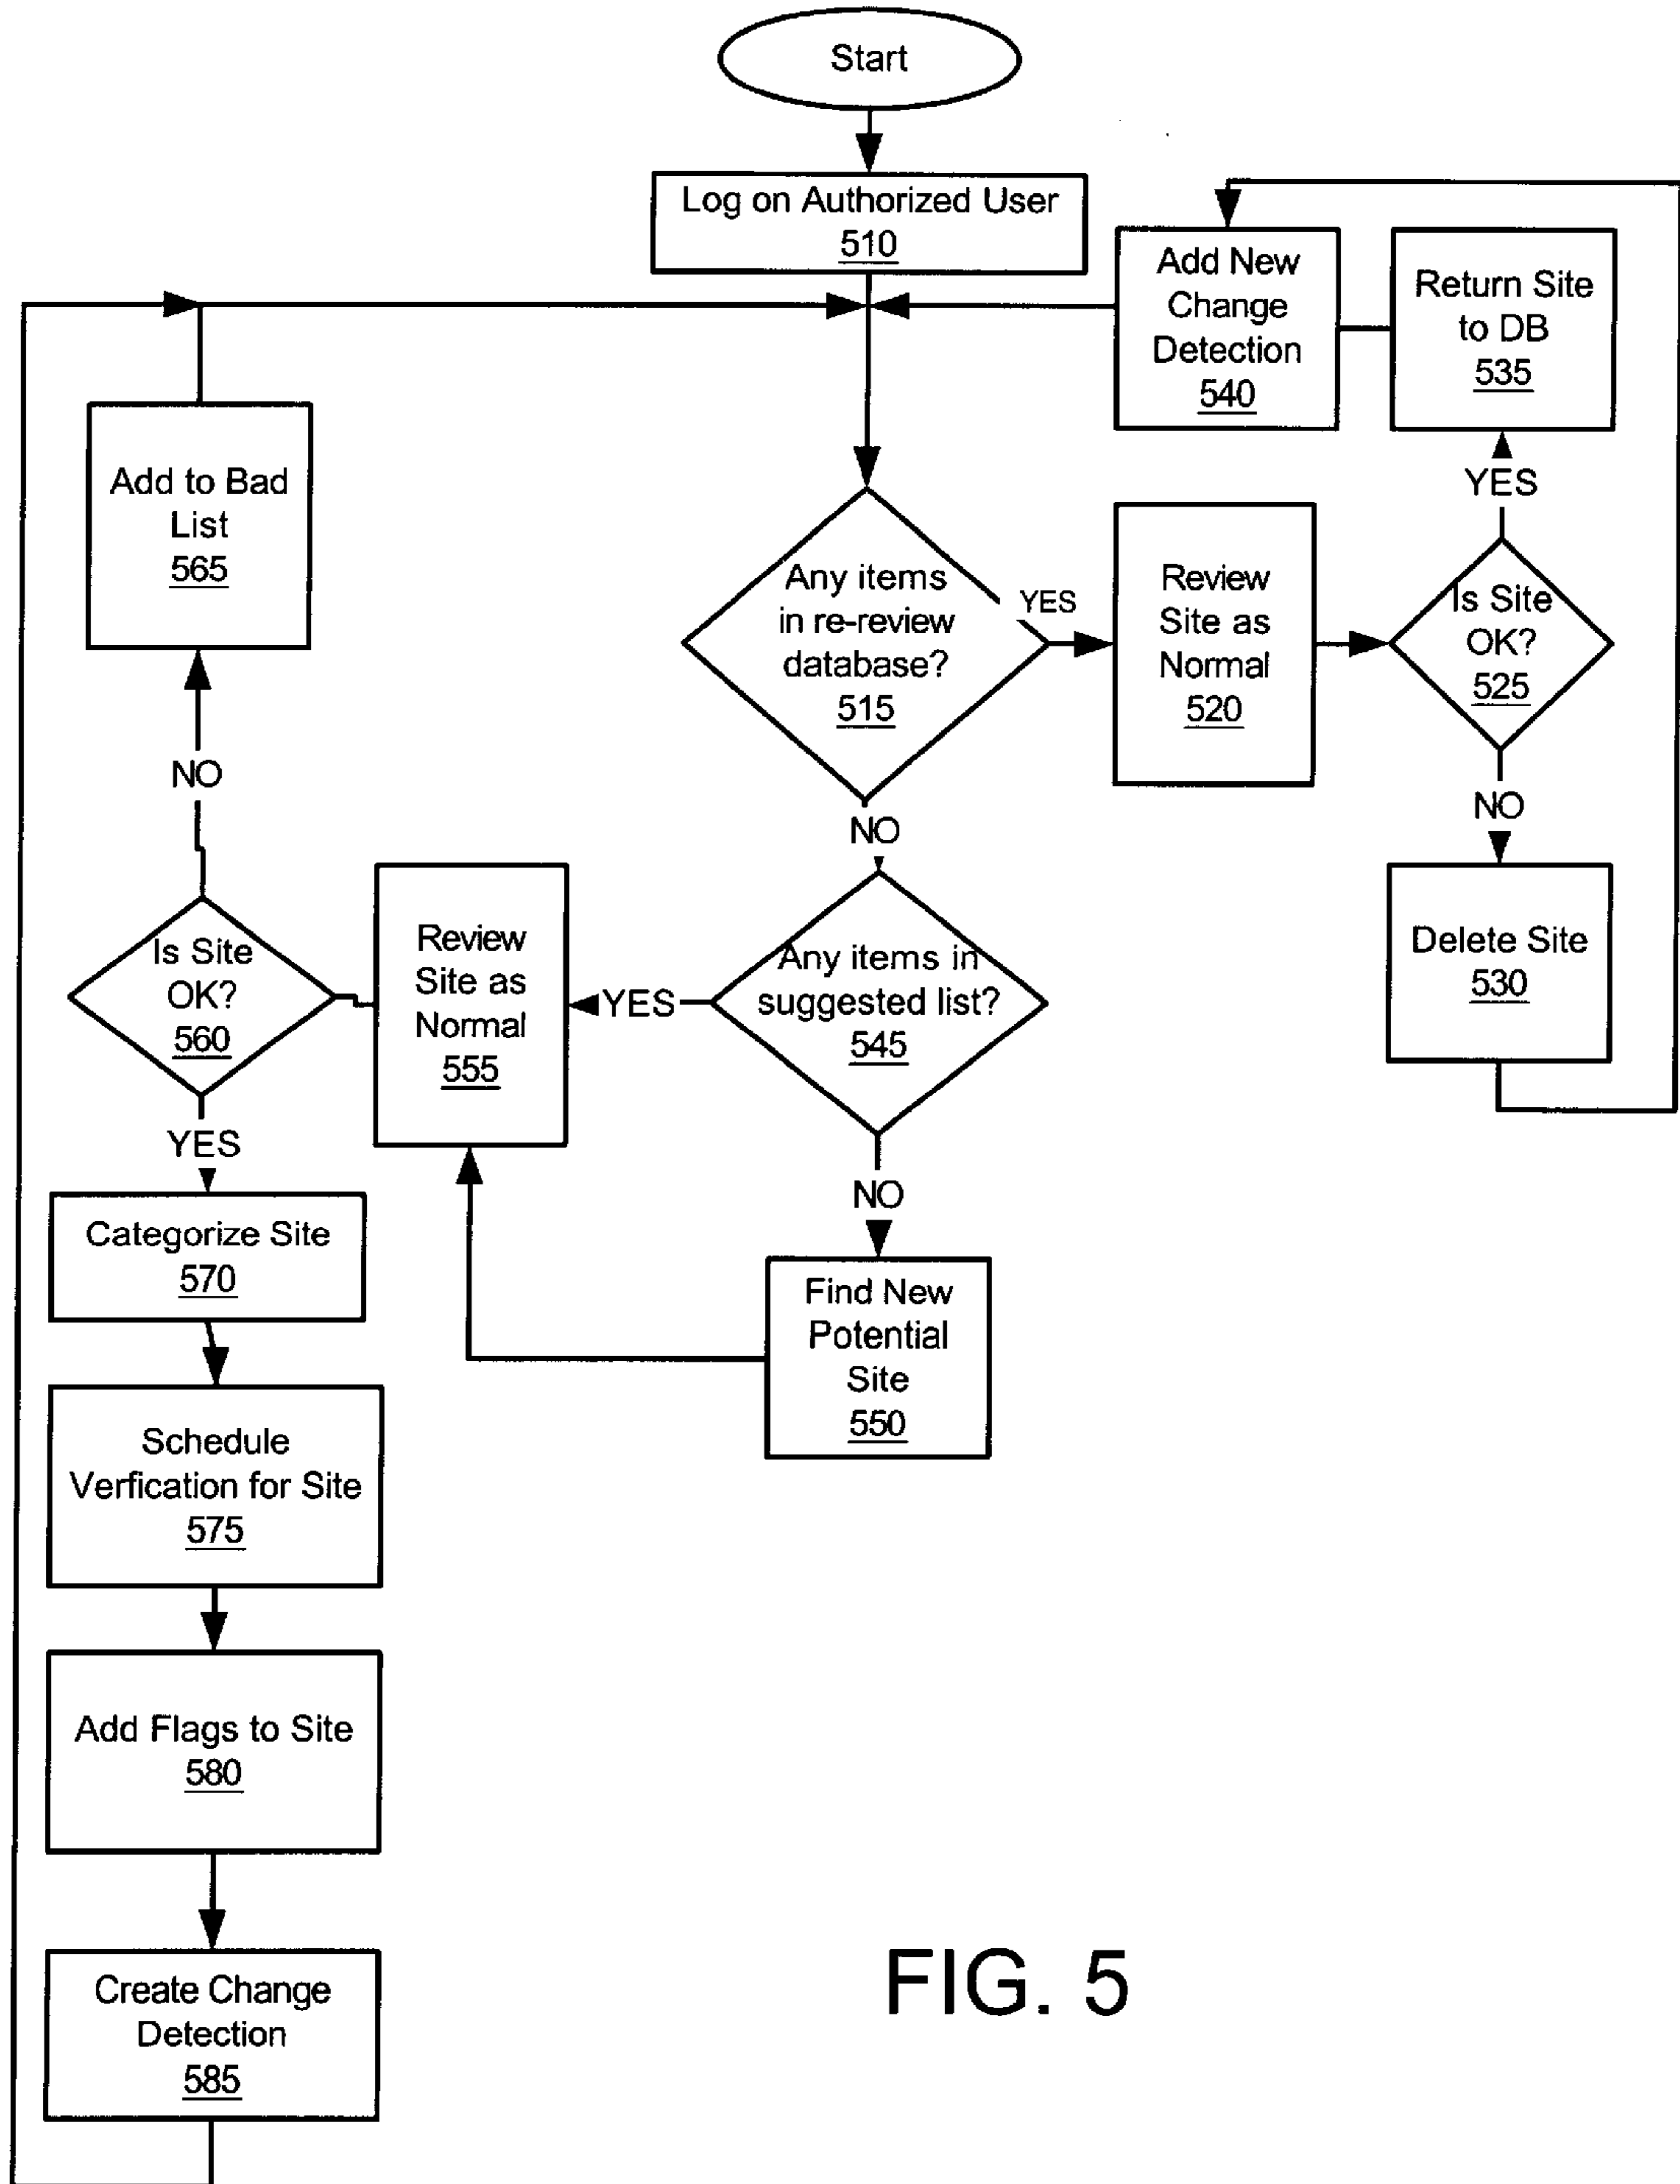 Start
Log on Authorized User
510
Add New
Change
Detection
540
Return Site
to DB
535
Add to Bad
List
565
YES
Any items
in re-review
database?
515
YES
Review
Site as
Normal
520
Is Site
OK?
525
NO
NO
NO
Delete Site
530
Is Site
OK?
560
Review
Site as
Normal
555
YES
Any items in
suggested list?
545
YES
NO
Categorize Site
570
Find New
Potential
Site
550
Schedule
Verfication for Site
575
Add Flags to Site
580
Create Change
Detection
585
FIG. 5